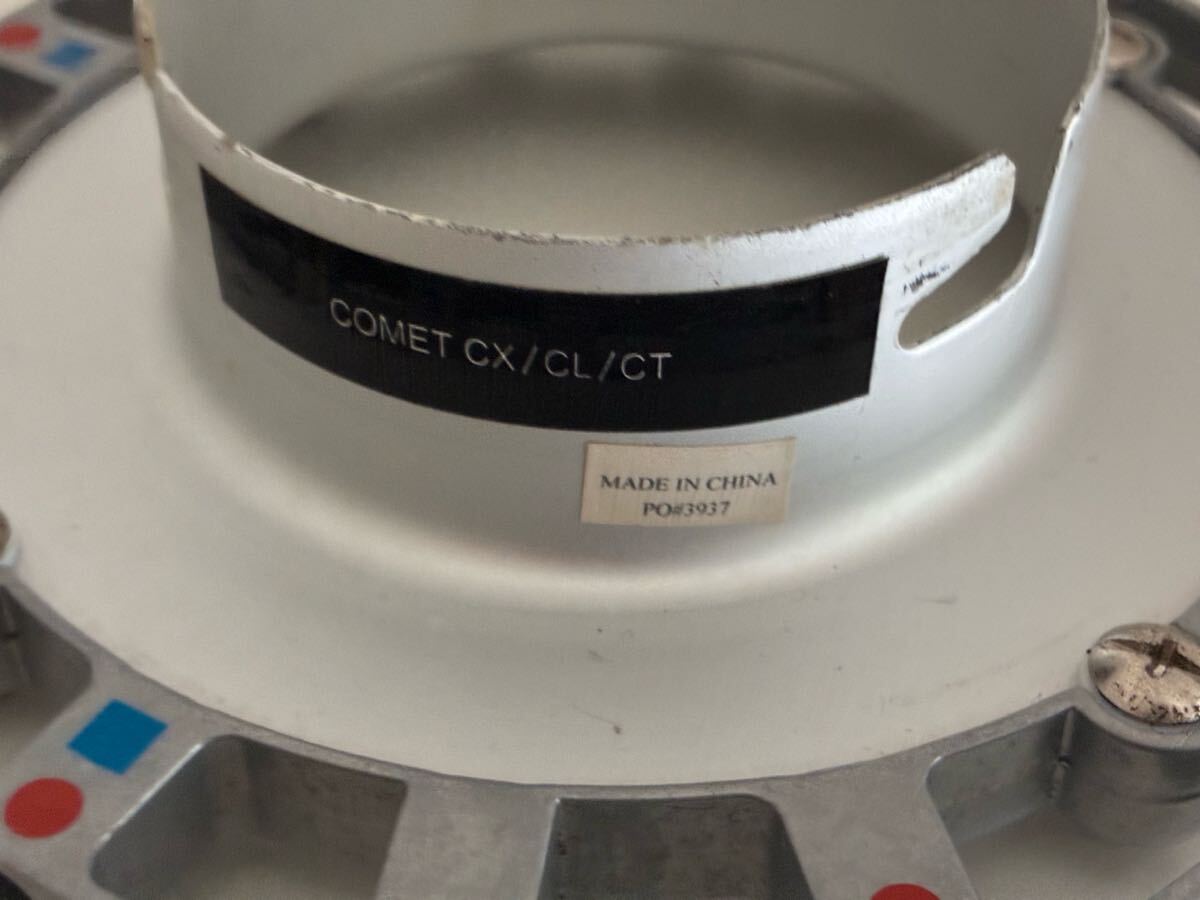 COMET CX/CL/CT
MADE IN CHINA
PO#3937